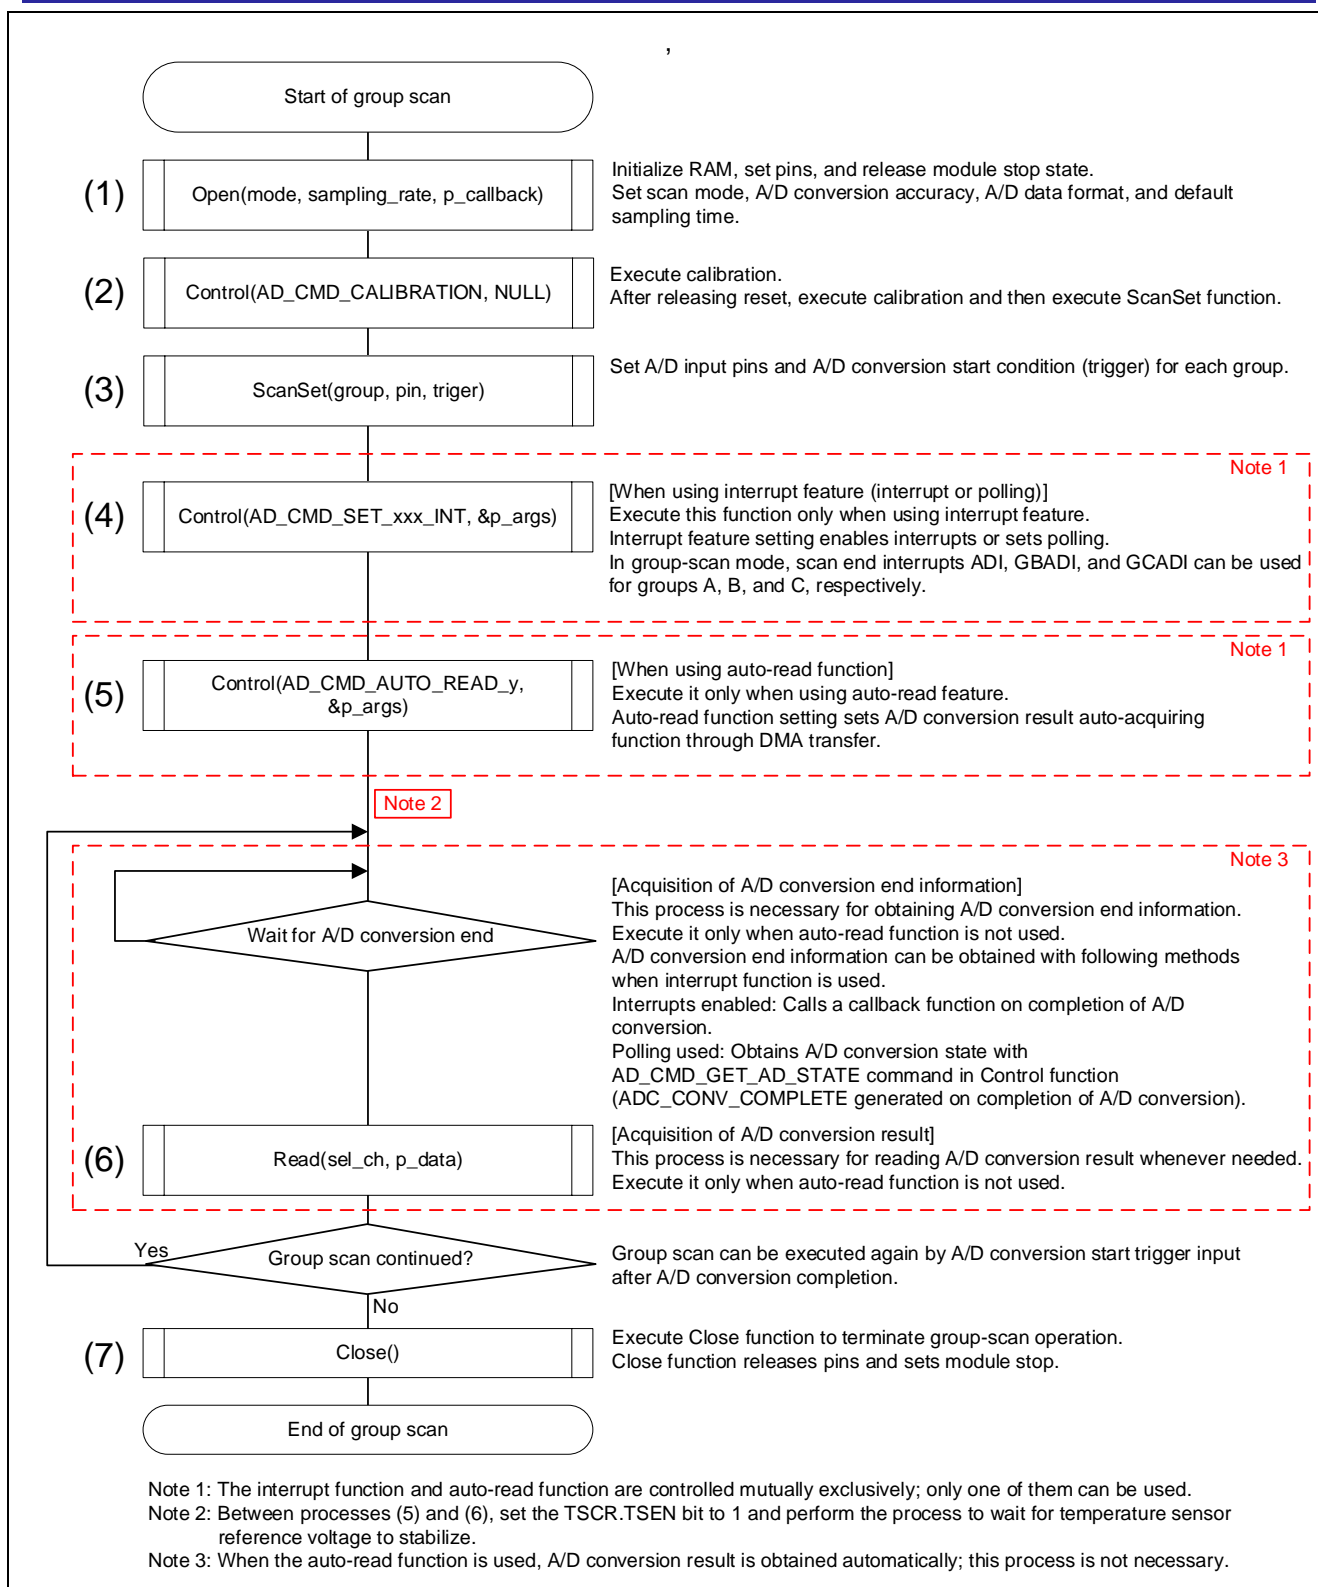 ,
Start of group scan
(1)
Open(mode, sampling_rate, p_callback)
Initialize RAM, set pins, and release module stop state.
Set scan mode, A/D conversion accuracy, A/D data format, and default
sampling time.
(2)
Control(AD_CMD_CALIBRATION, NULL)
Execute calibration.
After releasing reset, execute calibration and then execute ScanSet function.
(3)
ScanSet(group, pin, triger)
Set A/D input pins and A/D conversion start condition (trigger) for each group.
Note 1
(4)
Control(AD_CMD_SET_xxx_INT, &p_args)
[When using interrupt feature (interrupt or polling)]
Execute this function only when using interrupt feature.
Interrupt feature setting enables interrupts or sets polling.
In group-scan mode, scan end interrupts ADI, GBADI, and GCADI can be used
for groups A, B, and C, respectively.
Note 1
(5)
Control(AD_CMD_AUTO_READ_y,
&p_args)
[When using auto-read function]
Execute it only when using auto-read feature.
Auto-read function setting sets A/D conversion result auto-acquiring
function through DMA transfer.
Note 2
Note 3
Wait for A/D conversion end
[Acquisition of A/D conversion end information]
This process is necessary for obtaining A/D conversion end information.
Execute it only when auto-read function is not used.
A/D conversion end information can be obtained with following methods
when interrupt function is used.
Interrupts enabled: Calls a callback function on completion of A/D
conversion.
Polling used: Obtains A/D conversion state with
AD_CMD_GET_AD_STATE command in Control function
(ADC_CONV_COMPLETE generated on completion of A/D conversion).
(6)
Read(sel_ch, p_data)
[Acquisition of A/D conversion result]
This process is necessary for reading A/D conversion result whenever needed.
Execute it only when auto-read function is not used.
Yes
Group scan continued?
Group scan can be executed again by A/D conversion start trigger input
after A/D conversion completion.
No
(7)
Close()
Execute Close function to terminate group-scan operation.
Close function releases pins and sets module stop.
End of group scan
Note 1: The interrupt function and auto-read function are controlled mutually exclusively; only one of them can be used.
Note 2: Between processes (5) and (6), set the TSCR.TSEN bit to 1 and perform the process to wait for temperature sensor
reference voltage to stabilize.
Note 3: When the auto-read function is used, A/D conversion result is obtained automatically; this process is not necessary.